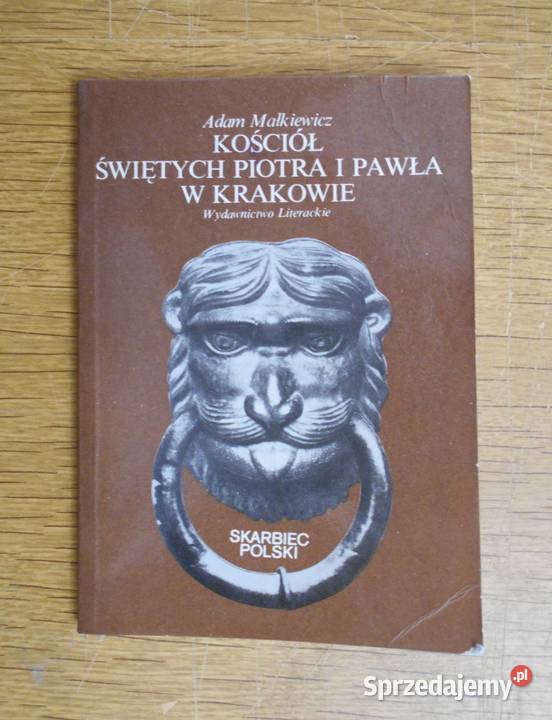 Adam Małkiewicz
KOŚCIÓŁ
ŚWIĘTYCH PIOTRA I PAWŁA
W KRAKOWIE
Wydawnictwo Literackie
SKARBIEC
POLSKI
Sprzedajemy.pl